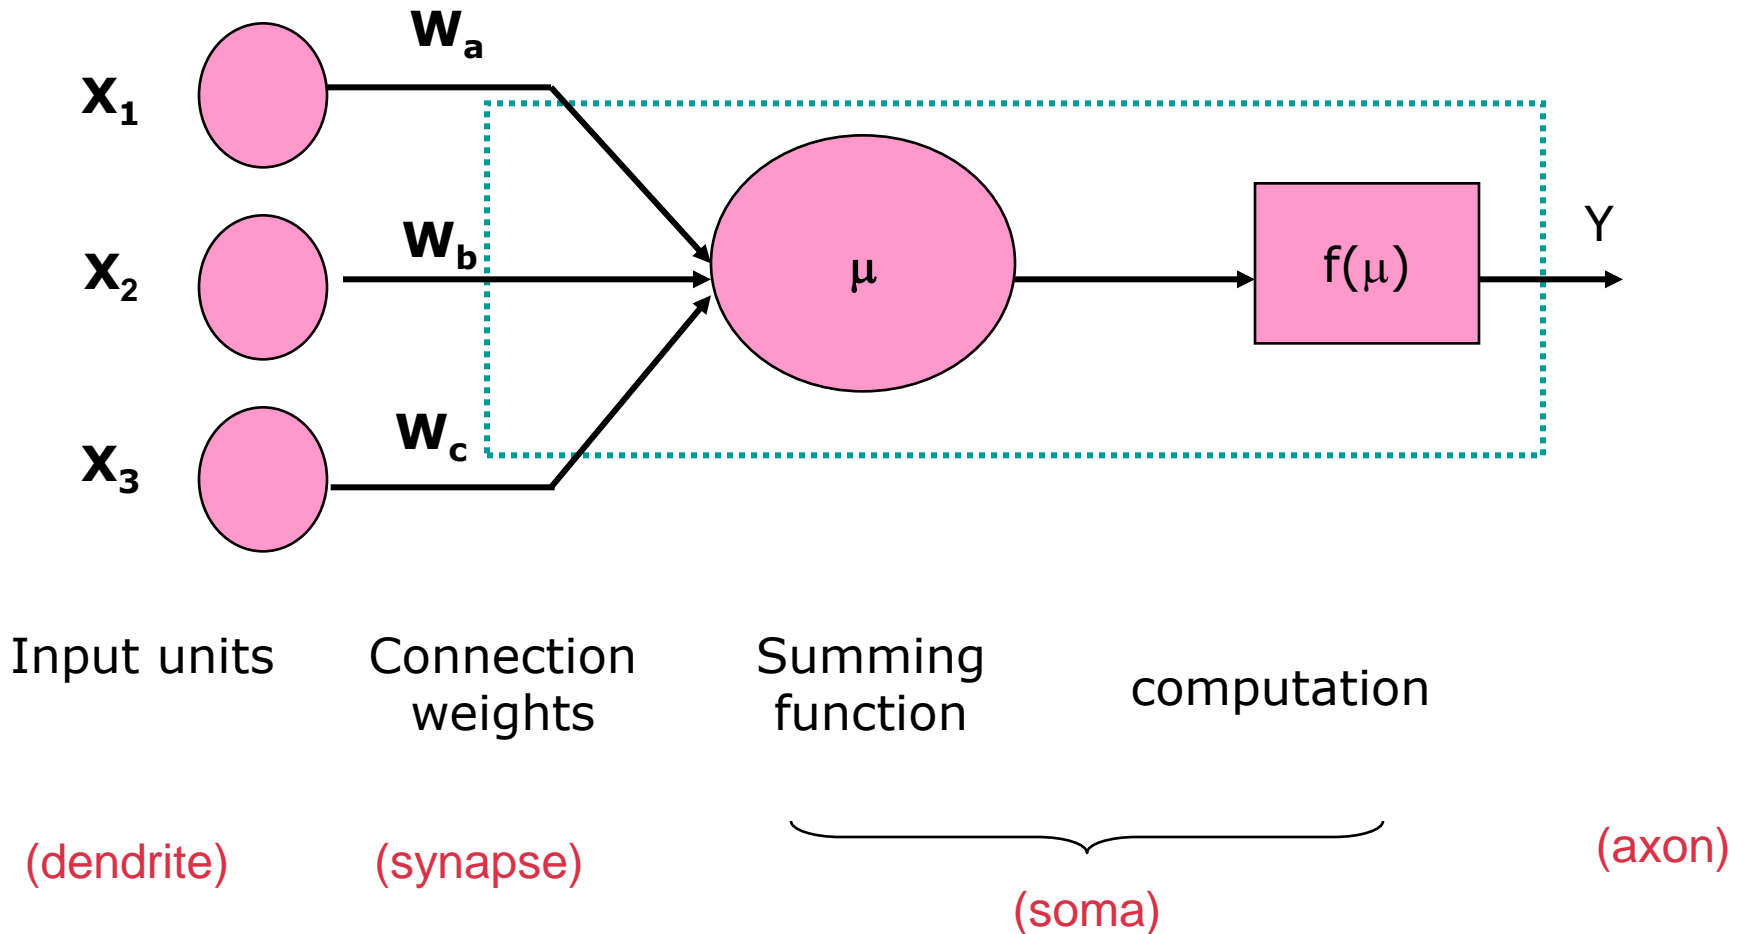 Wa
X1
Wb
X2
μ
f(μ)
Y
Wc
X3
Input units
Connection
weights
Summing
function
computation
(dendrite)
(synapse)
(soma)
(axon)